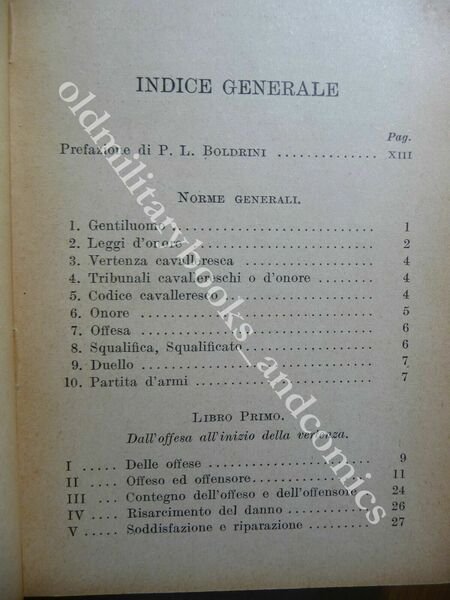 INDICE GENERALE
Pag.
Prefazione di P. L. BOLDRINI .............. XIII
NORME GENERALI.
1. Gentiluomo ........................ 1
2. Leggi d'onore ...................... 2
3. Vertenza cavalleresca ................ 4
4. Tribunali cavallereschi o d'onore ......... 4
5. Codice cavalleresco .................. 4
6. Onore ............................ 5
7. Offesa ............................ 6
8. Squalifica, Squalificato ................ 6
9. Duello ............................ 7
10. Partita d'armi ...................... 7
LIBRO PRIMO.
Dall'offesa all'inizio della vertenza.
I ..... Delle offese .................... 9
II .... Offeso ed offensore .............. 11
III ... Contegno dell'offeso e dell'offensore ... 24
IV .... Risarcimento del danno ............ 26
V ..... Soddisfazione e riparazione .......... 27
oldmilitarybooks_andcomics